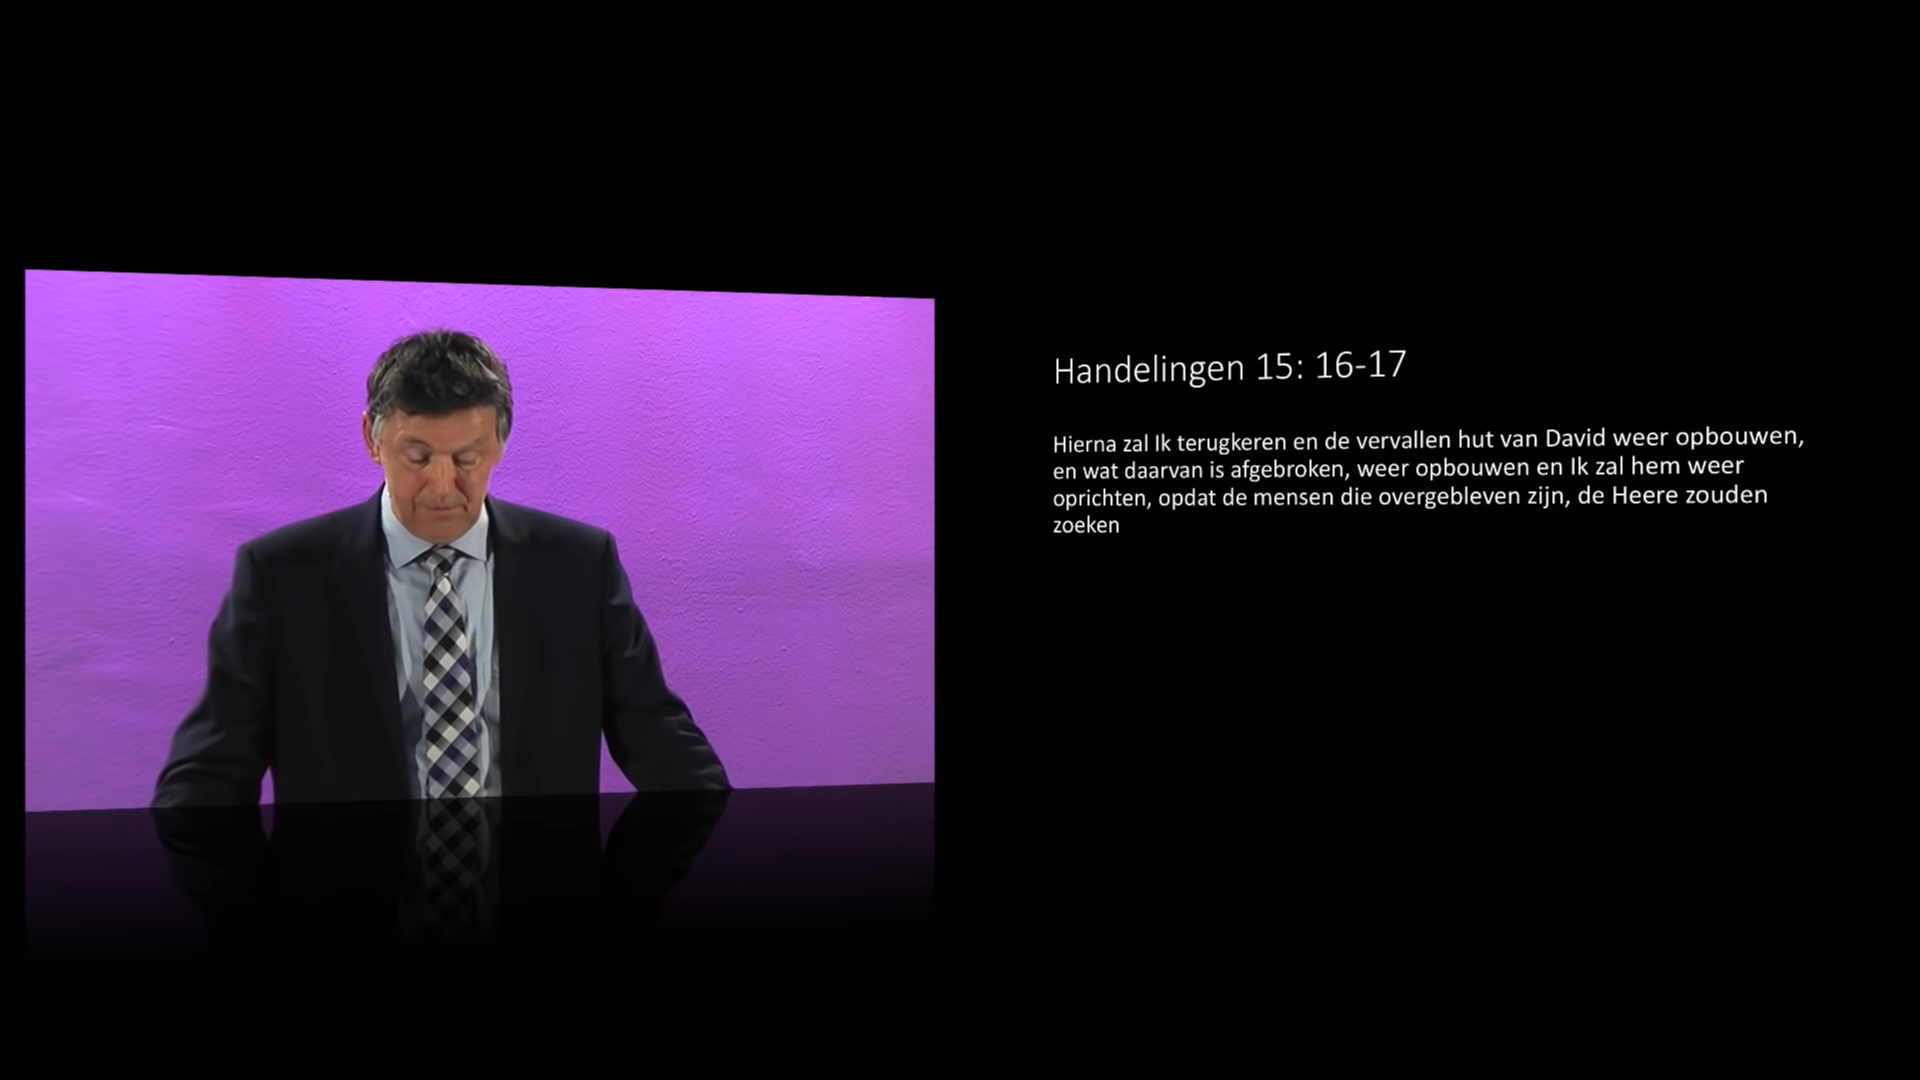 Handelingen 15: 16-17
Hierna zal Ik terugkeren en de vervallen hut van David weer opbouwen,
en wat daarvan is afgebroken, weer opbouwen en Ik zal hem weer
oprichten, opdat de mensen die overgebleven zijn, de Heere zouden
zoeken